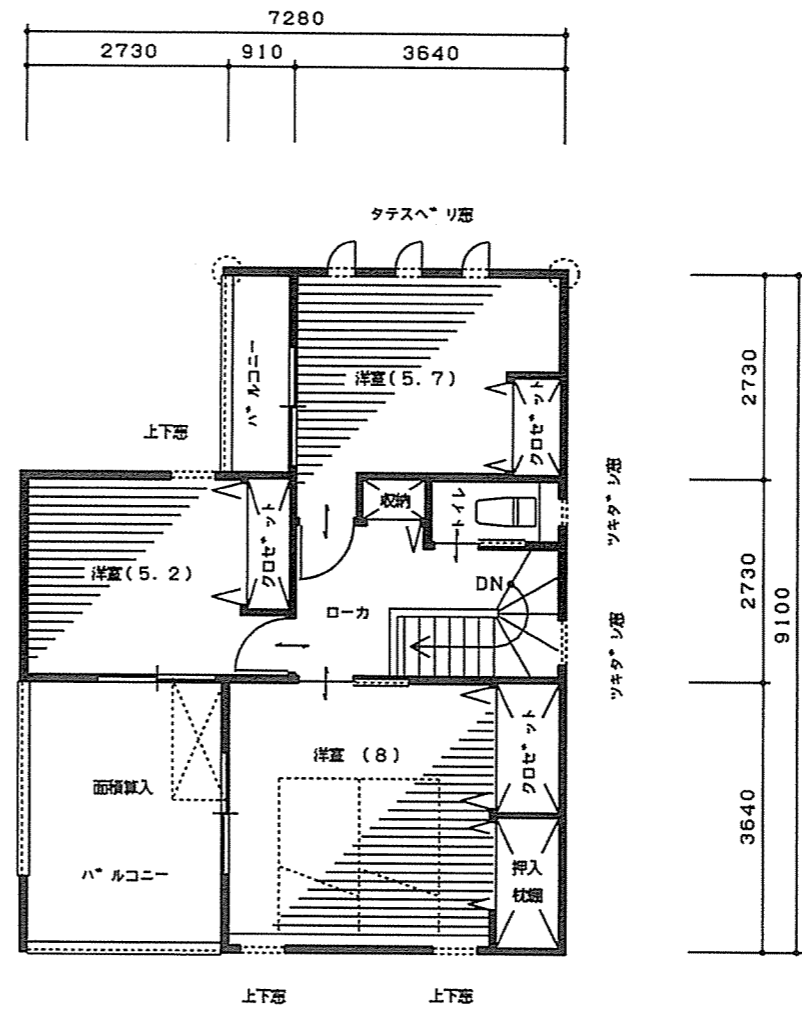 7280
2730 910 3640
タテスベリ窓
バルコニー
洋室(5.7)
クロゼット
上下窓
収納
トイレ
ツキダシ窓
洋室(5.2)
クロゼット
ローカ
DN
ツキダシ窓
洋室 (8)
クロゼット
面積算入
バルコニー
押入
枕棚
上下窓
上下窓
2730
2730
3640
9100